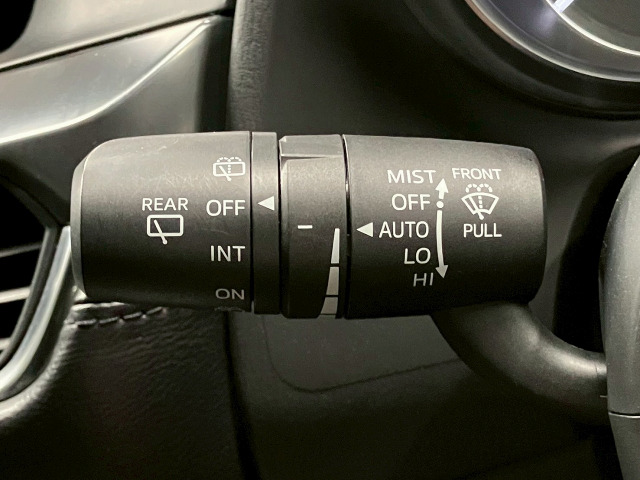 REAR
OFF
INT
ON
-
MIST
OFF
AUTO
LO
HI
FRONT
PULL